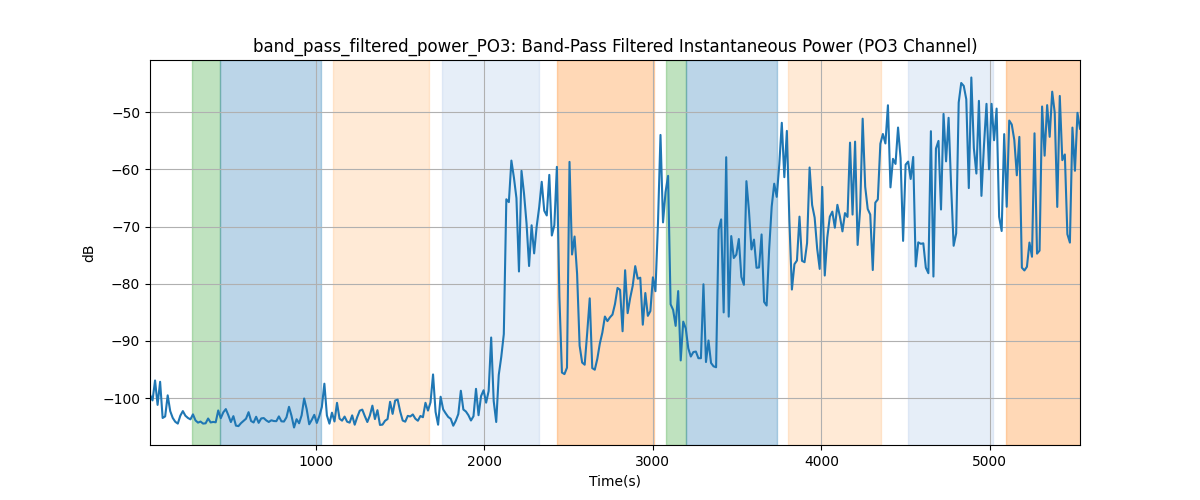 band_pass_filtered_power_PO3: Band-Pass Filtered Instantaneous Power (PO3 Channel)
−50
−60
−70
−80
−90
−100
dB
1000 2000 3000 4000 5000
Time(s)